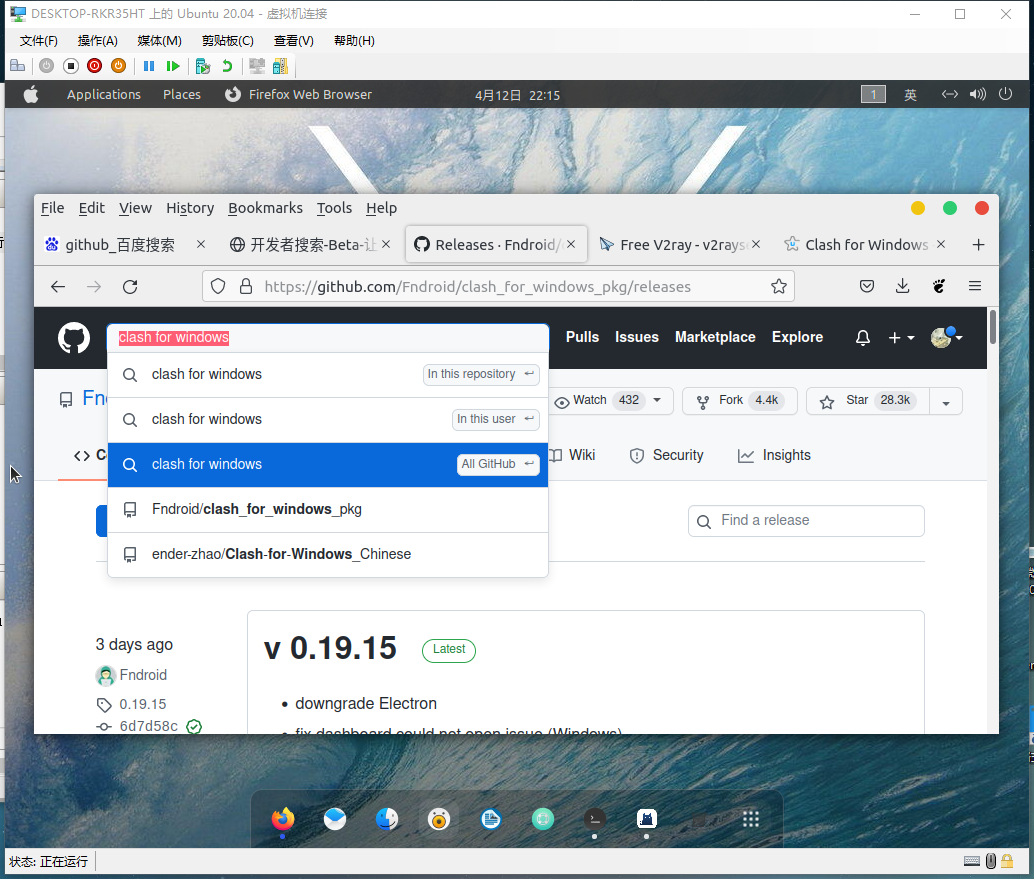 DESKTOP-RKR35HT 上的 Ubuntu 20.04 - 虚拟机连接
文件(F) 操作(A) 媒体(M) 剪贴板(C) 查看(V) 帮助(H)
Applications Places Firefox Web Browser 4月12日 22:15 1 英
File Edit View History Bookmarks Tools Help
github_百度搜索 开发者搜索-Beta-让 Releases · Fndroid/ Free V2ray - v2rayse Clash for Windows
https://github.com/Fndroid/clash_for_windows_pkg/releases
clash for windows Pulls Issues Marketplace Explore
clash for windows In this repository
Fn Watch 432 Fork 4.4k Star 28.3k
clash for windows In this user
C Wiki Security Insights
clash for windows All GitHub
Fndroid/clash_for_windows_pkg
Find a release
ender-zhao/Clash-for-Windows_Chinese
3 days ago
v 0.19.15 Latest
Fndroid
0.19.15
downgrade Electron
6d7d58c
fix dashboard could not open issue (Windows)
状态: 正在运行